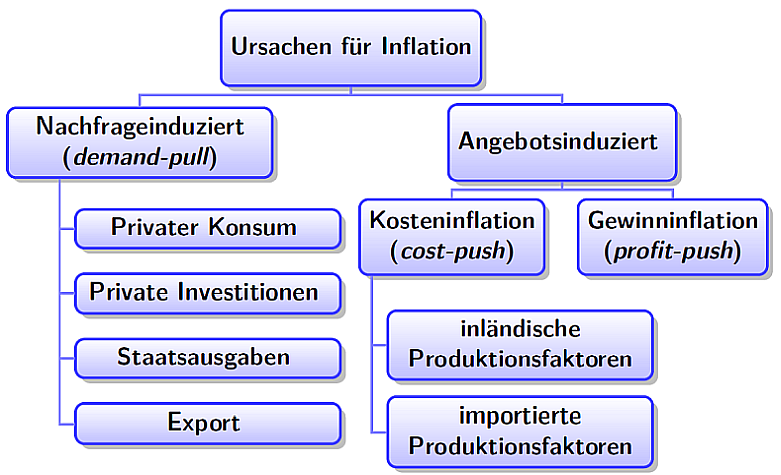 Ursachen für Inflation
Nachfrageinduziert
(demand-pull)
Privater Konsum
Private Investitionen
Staatsausgaben
Export
Angebotsinduziert
Kosteninflation
(cost-push)
inländische
Produktionsfaktoren
importierte
Produktionsfaktoren
Gewinninflation
(profit-push)